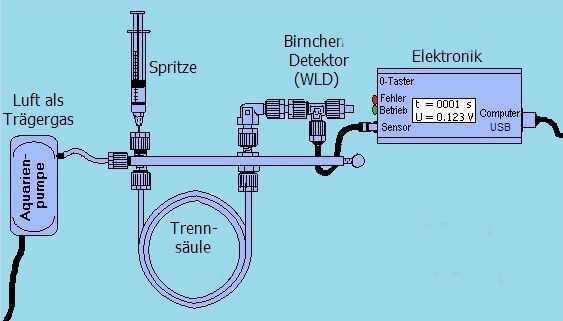 Birnchen
Detektor
(WLD)
Elektronik
Spritze
Luft als
Trägergas
0-Taster
Fehler
Betrieb
Sensor
t = 0001 s
U = 0.123 V
Computer
USB
Aquarien-
pumpe
Trenn-
säule